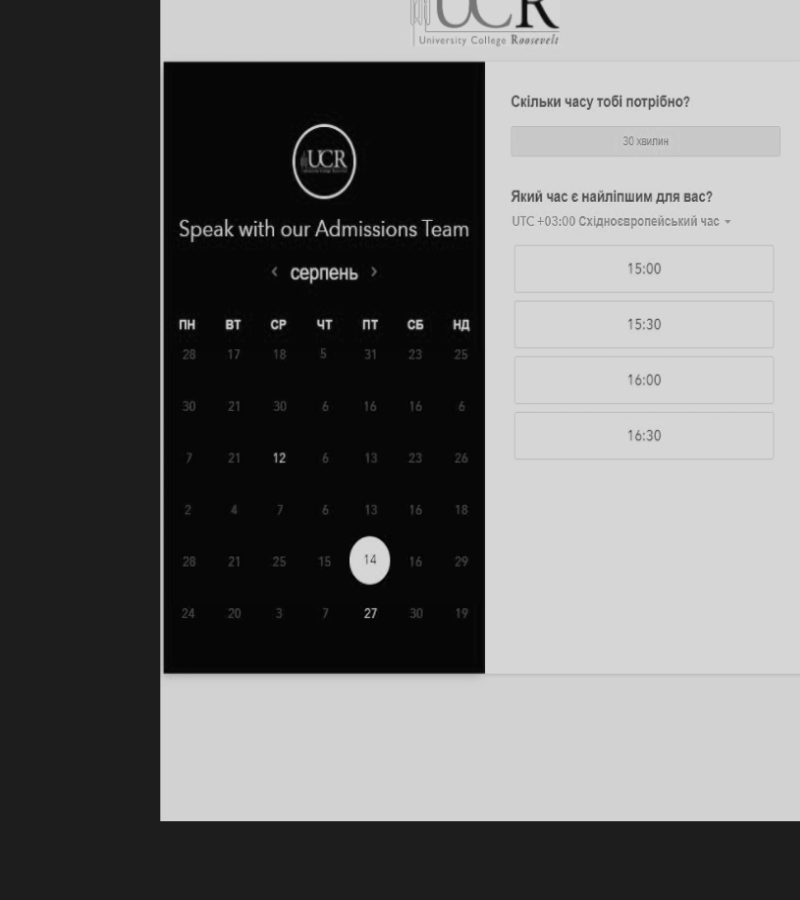 UCR
University College Roosevelt
UCR
Speak with our Admissions Team
серпень
ПН ВТ СР ЧТ ПТ СБ НД
28 17 18 5 31 23 25
30 21 30 6 16 16 6
7 21 12 6 13 23 26
2 4 7 6 13 16 18
28 21 25 15 14 16 29
24 20 3 7 27 30 19
Скільки часу тобі потрібно?
30 хвилин
Який час є найліпшим для вас?
UTC +03:00 Східноєвропейський час
15:00
15:30
16:00
16:30